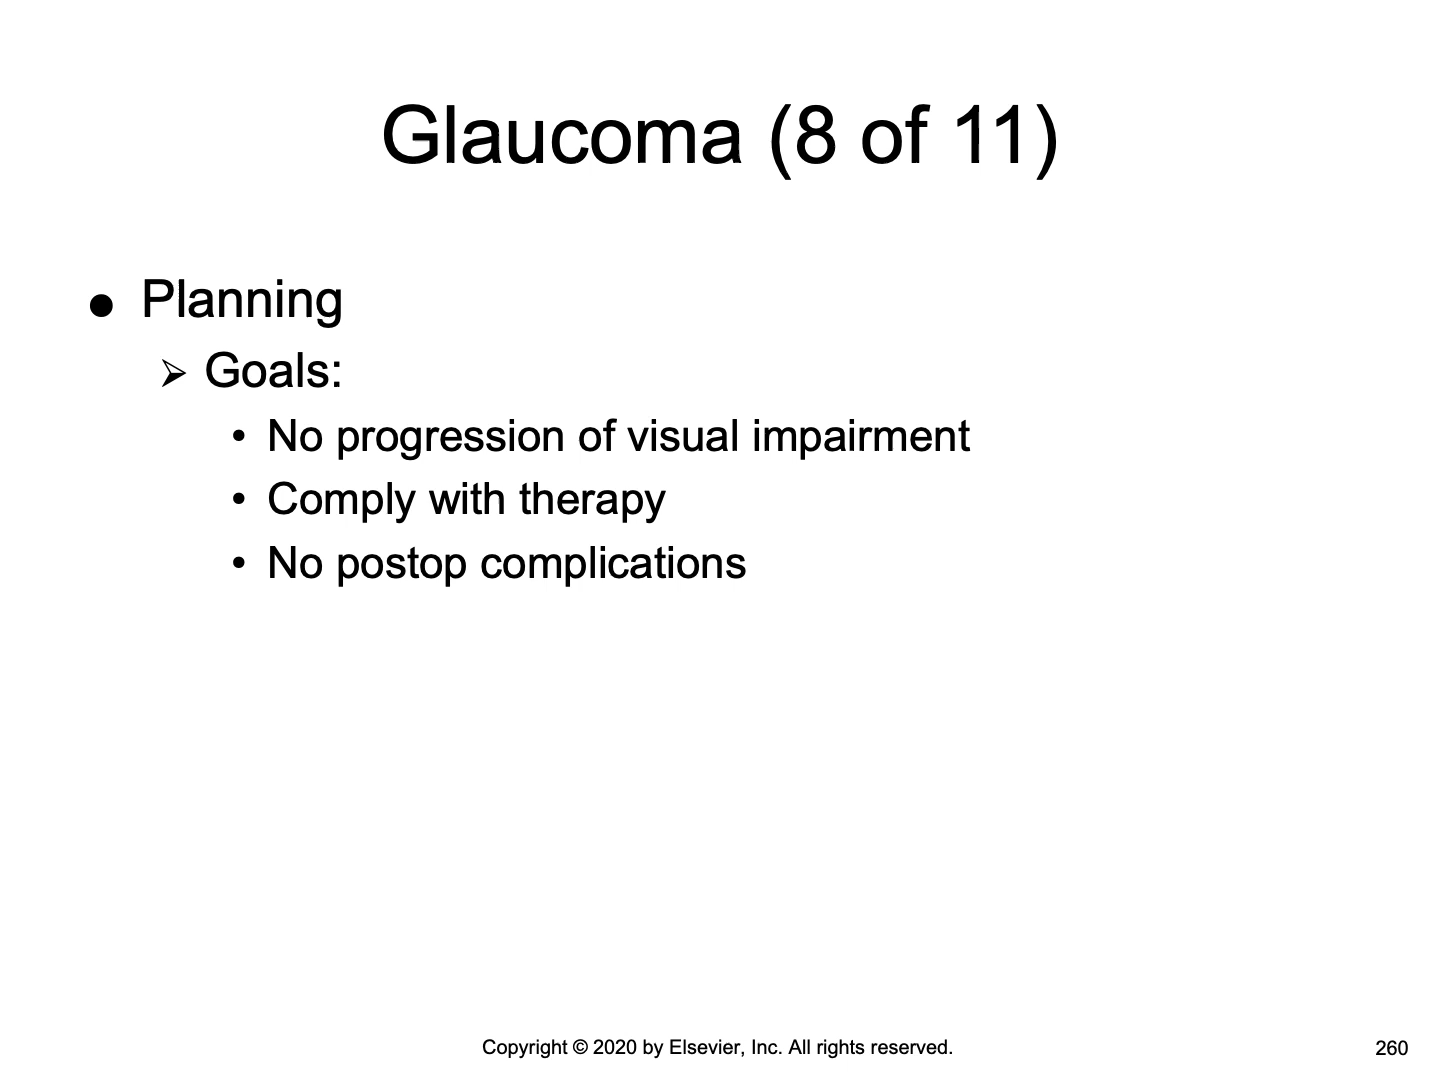 Glaucoma (8 of 11)
● Planning
➢ Goals:
• No progression of visual impairment
• Comply with therapy
• No postop complications
Copyright © 2020 by Elsevier, Inc. All rights reserved.
260